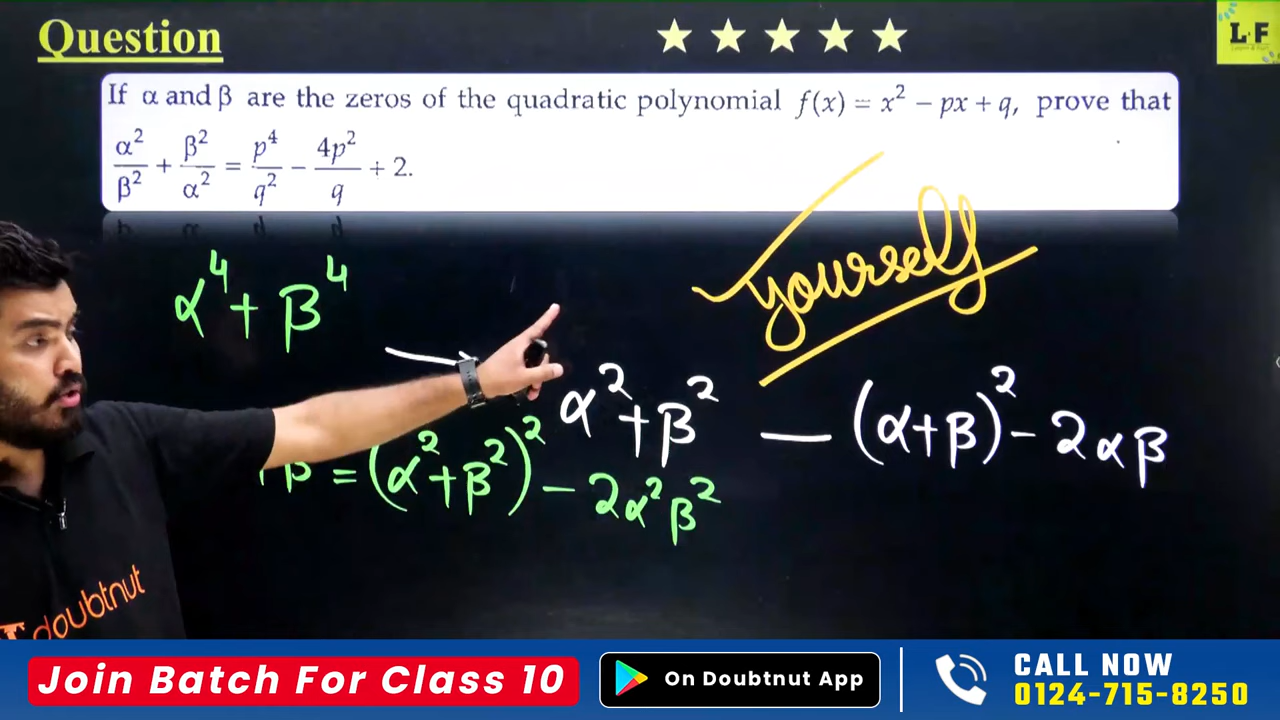 Question
L·F
If α and β are the zeros of the quadratic polynomial f(x) = x² − px + q, prove that
α²/β² + β²/α² = p⁴/q² − 4p²/q + 2.
yourself
α⁴ + β⁴
α² + β² — (α+β)² − 2αβ
= (α² + β²)² − 2α²β²
doubtnut
Join Batch For Class 10
On Doubtnut App
CALL NOW
0124-715-8250